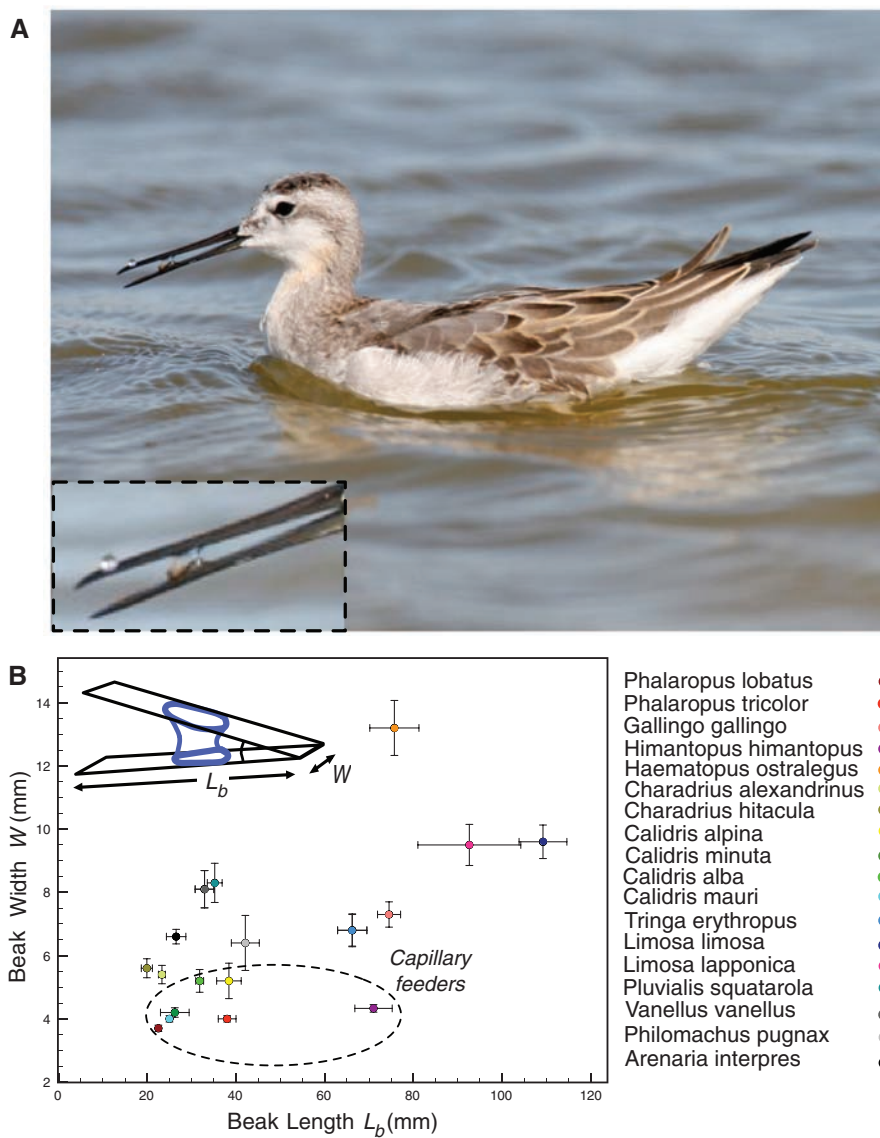 A
B
14
12
10
8
6
4
2
Beak Width W (mm)
L_b
W
Capillary
feeders
0
20
40
60
80
100
120
Beak Length L_b (mm)
Phalaropus lobatus
Phalaropus tricolor
Gallingo gallingo
Himantopus himantopus
Haematopus ostralegus
Charadrius alexandrinus
Charadrius hitacula
Calidris alpina
Calidris minuta
Calidris alba
Calidris mauri
Tringa erythropus
Limosa limosa
Limosa lapponica
Pluvialis squatarola
Vanellus vanellus
Philomachus pugnax
Arenaria interpres